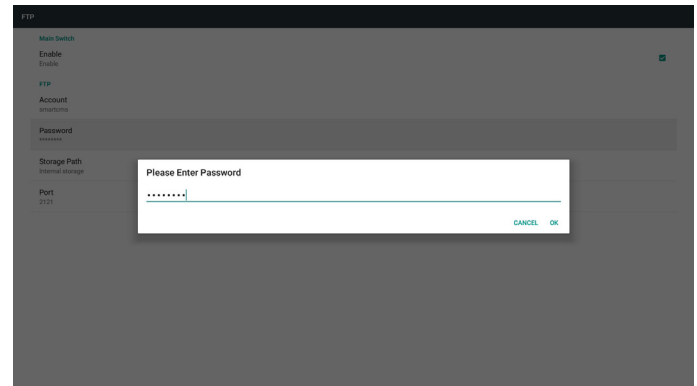 FTP
Main Switch
Enable
Enable
FTP
Account
smartcms
Password
********
Storage Path
Internal storage
Port
2121
Please Enter Password
••••••••
CANCEL OK